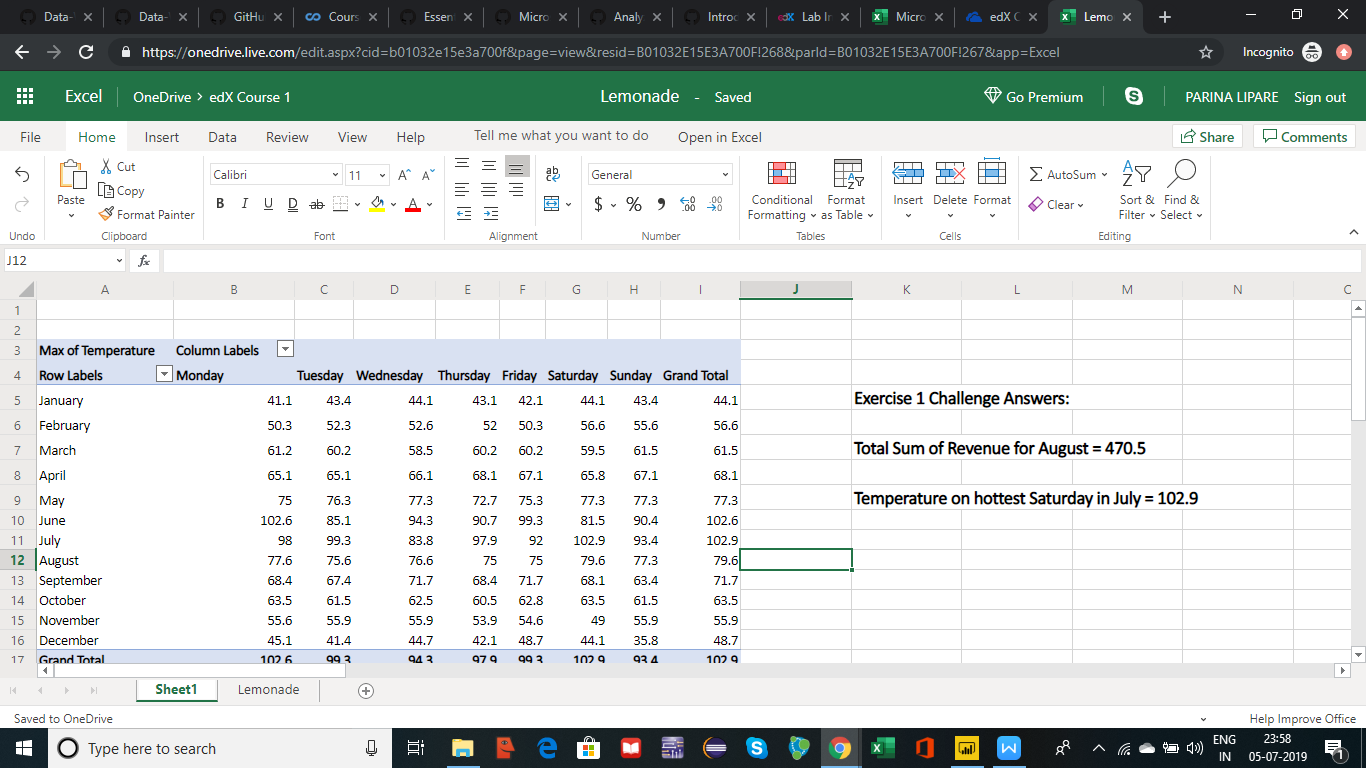 Data- Data- GitHu Cours Essen Micro Analy Introc Lab In Micro edX C Lemo
https://onedrive.live.com/edit.aspx?cid=b01032e15e3a700f&page=view&resid=B01032E15E3A700F!268&parId=B01032E15E3A700F!267&app=Excel Incognito
Excel OneDrive > edX Course 1 Lemonade - Saved Go Premium PARINA LIPARE Sign out
File Home Insert Data Review View Help Tell me what you want to do Open in Excel Share Comments
Paste Cut Copy Format Painter Calibri 11 A A General
B I U D ab A $ % 9 .00 .00
Conditional Formatting Format as Table Insert Delete Format AutoSum Clear Sort & Filter Find & Select
Undo Clipboard Font Alignment Number Tables Cells Editing
J12 fx
A B C D E F G H I J K L M N C
1
2
3 Max of Temperature Column Labels
4 Row Labels Monday Tuesday Wednesday Thursday Friday Saturday Sunday Grand Total
5 January 41.1 43.4 44.1 43.1 42.1 44.1 43.4 44.1 Exercise 1 Challenge Answers:
6 February 50.3 52.3 52.6 52 50.3 56.6 55.6 56.6
7 March 61.2 60.2 58.5 60.2 60.2 59.5 61.5 61.5 Total Sum of Revenue for August = 470.5
8 April 65.1 65.1 66.1 68.1 67.1 65.8 67.1 68.1
9 May 75 76.3 77.3 72.7 75.3 77.3 77.3 77.3 Temperature on hottest Saturday in July = 102.9
10 June 102.6 85.1 94.3 90.7 99.3 81.5 90.4 102.6
11 July 98 99.3 83.8 97.9 92 102.9 93.4 102.9
12 August 77.6 75.6 76.6 75 75 79.6 77.3 79.6
13 September 68.4 67.4 71.7 68.4 71.7 68.1 63.4 71.7
14 October 63.5 61.5 62.5 60.5 62.8 63.5 61.5 63.5
15 November 55.6 55.9 55.9 53.9 54.6 49 55.9 55.9
16 December 45.1 41.4 44.7 42.1 48.7 44.1 35.8 48.7
17 Grand Total 102.6 99.3 94.3 97.9 99.3 102.9 93.4 102.9
Sheet1 Lemonade
Saved to OneDrive Help Improve Office
Type here to search ENG 23:58
IN 05-07-2019 1